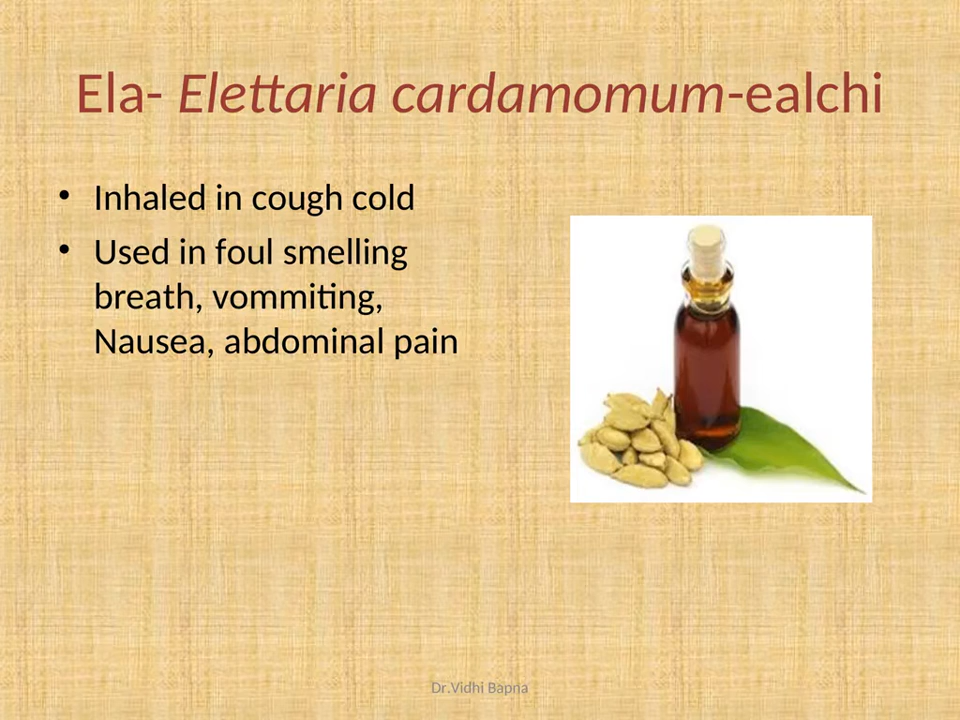 Ela- Elettaria cardamomum-ealchi
• Inhaled in cough cold
• Used in foul smelling
breath, vommiting,
Nausea, abdominal pain
Dr.Vidhi Bapna